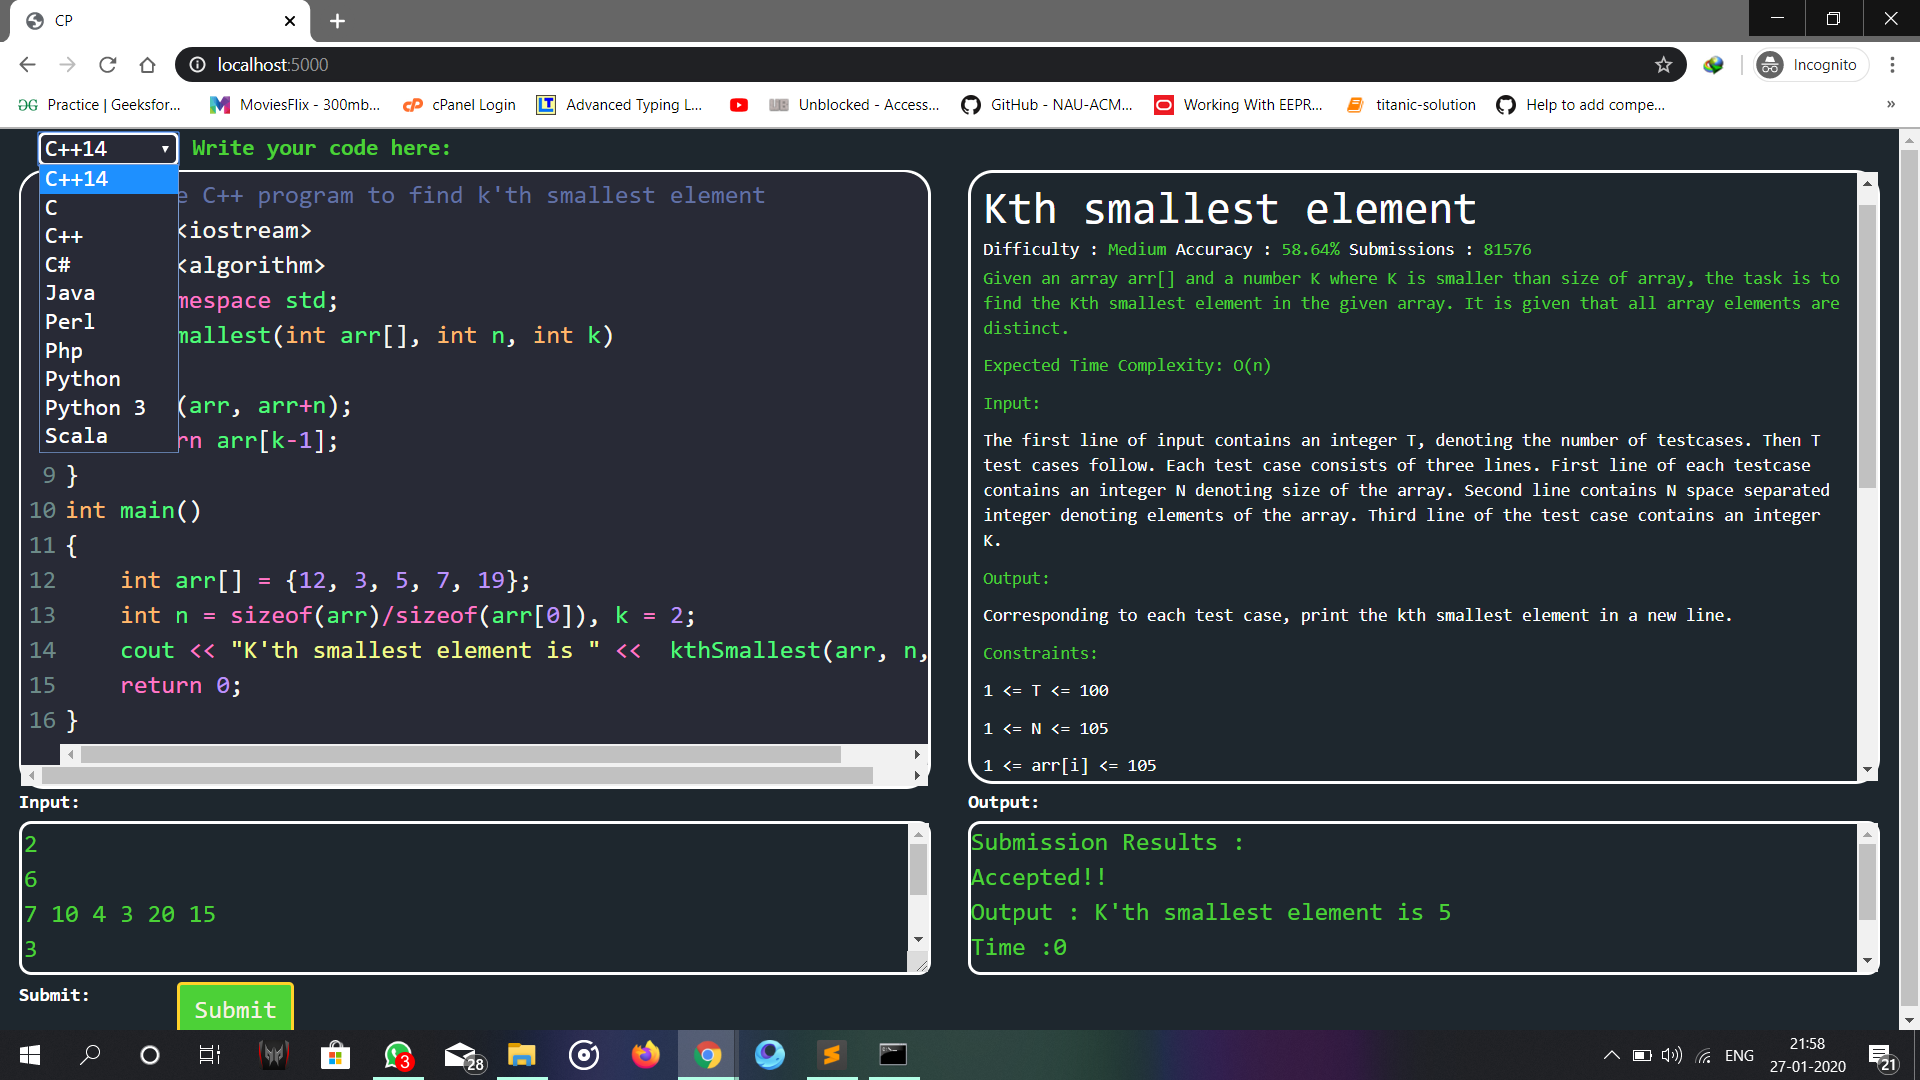 CP
localhost:5000
Incognito
Practice | Geeksfor...
MoviesFlix - 300mb...
cPanel Login
Advanced Typing L...
Unblocked - Access...
GitHub - NAU-ACM...
Working With EEPR...
titanic-solution
Help to add compe...
»
C++14
Write your code here:
C++14
C
C++
C#
Java
Perl
Php
Python
Python 3
Scala
e C++ program to find k'th smallest element
<iostream>
<algorithm>
mespace std;
mallest(int arr[], int n, int k)
(arr, arr+n);
rn arr[k-1];
9 }
10 int main()
11 {
12 int arr[] = {12, 3, 5, 7, 19};
13 int n = sizeof(arr)/sizeof(arr[0]), k = 2;
14 cout << "K'th smallest element is " << kthSmallest(arr, n,
15 return 0;
16 }
Kth smallest element
Difficulty : Medium Accuracy : 58.64% Submissions : 81576
Given an array arr[] and a number K where K is smaller than size of array, the task is to
find the Kth smallest element in the given array. It is given that all array elements are
distinct.
Expected Time Complexity: O(n)
Input:
The first line of input contains an integer T, denoting the number of testcases. Then T
test cases follow. Each test case consists of three lines. First line of each testcase
contains an integer N denoting size of the array. Second line contains N space separated
integer denoting elements of the array. Third line of the test case contains an integer
K.
Output:
Corresponding to each test case, print the kth smallest element in a new line.
Constraints:
1 <= T <= 100
1 <= N <= 105
1 <= arr[i] <= 105
Input:
2
6
7 10 4 3 20 15
3
Output:
Submission Results :
Accepted!!
Output : K'th smallest element is 5
Time :0
Submit:
Submit
3
28
ENG
21:58
27-01-2020
21